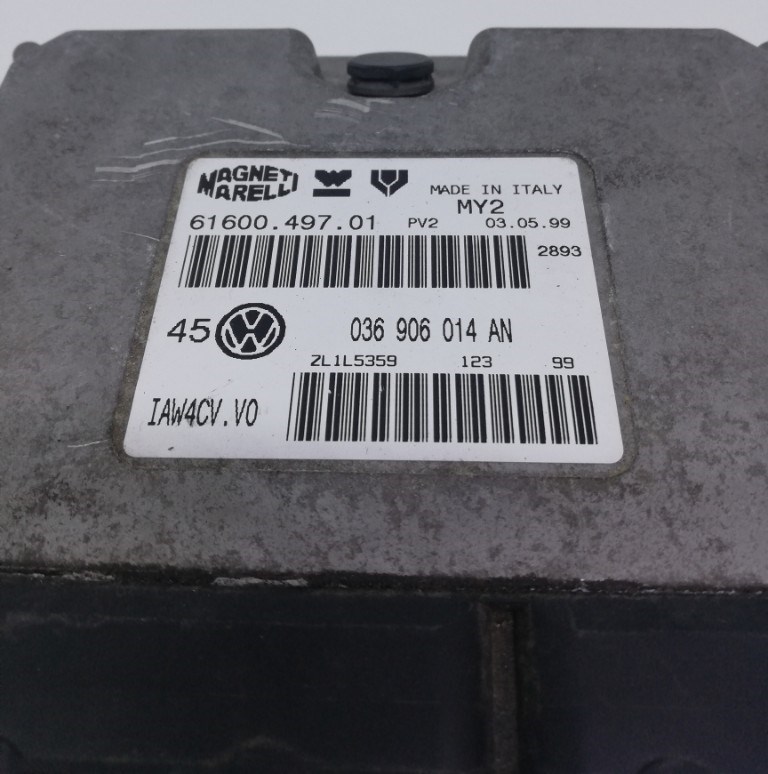 MAGNETI MARELLI MADE IN ITALY
MY2
61600.497.01 PV2 03.05.99
2893
45 VW 036 906 014 AN
ZL1L5359 123 99
IAW4CV.V0